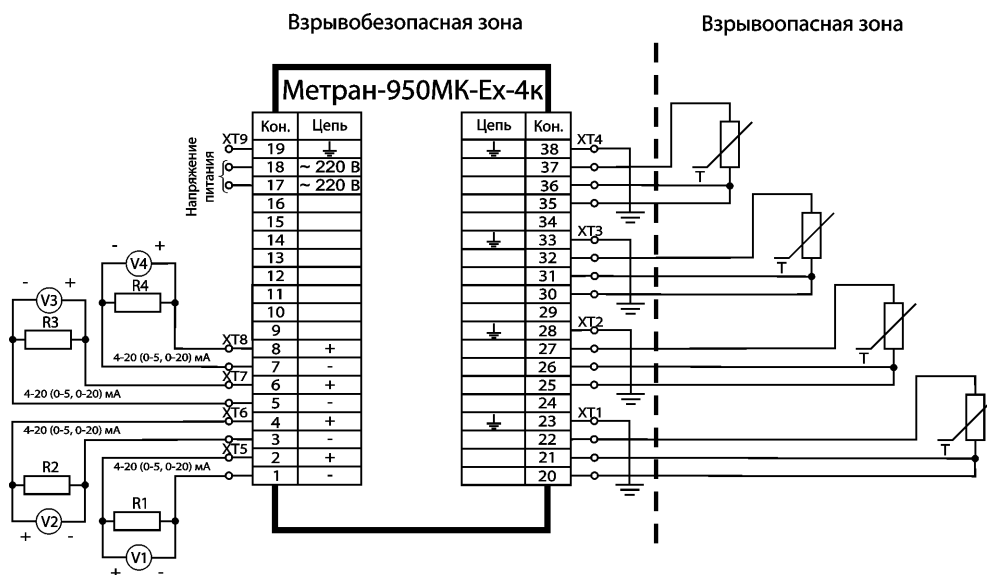 Взрывобезопасная зона
Взрывоопасная зона
Метран-950МК-Ex-4к
Кон. Цепь
Цепь Кон.
XT9
19
18 ~ 220 В
17 ~ 220 В
16
15
14
13
12
11
10
9
8 +
7 -
6 +
5 -
4 +
3 -
2 +
1 -
Напряжение
питания
38
37
36
35
34
33
32
31
30
29
28
27
26
25
24
23
22
21
20
XT4
XT3
XT2
XT1
T
T
T
T
- +
V4
R4
- +
V3
R3
XT8
4-20 (0-5, 0-20) мА
XT7
4-20 (0-5, 0-20) мА
XT6
4-20 (0-5, 0-20) мА
XT5
4-20 (0-5, 0-20) мА
R2
V2
+ -
R1
V1
+ -